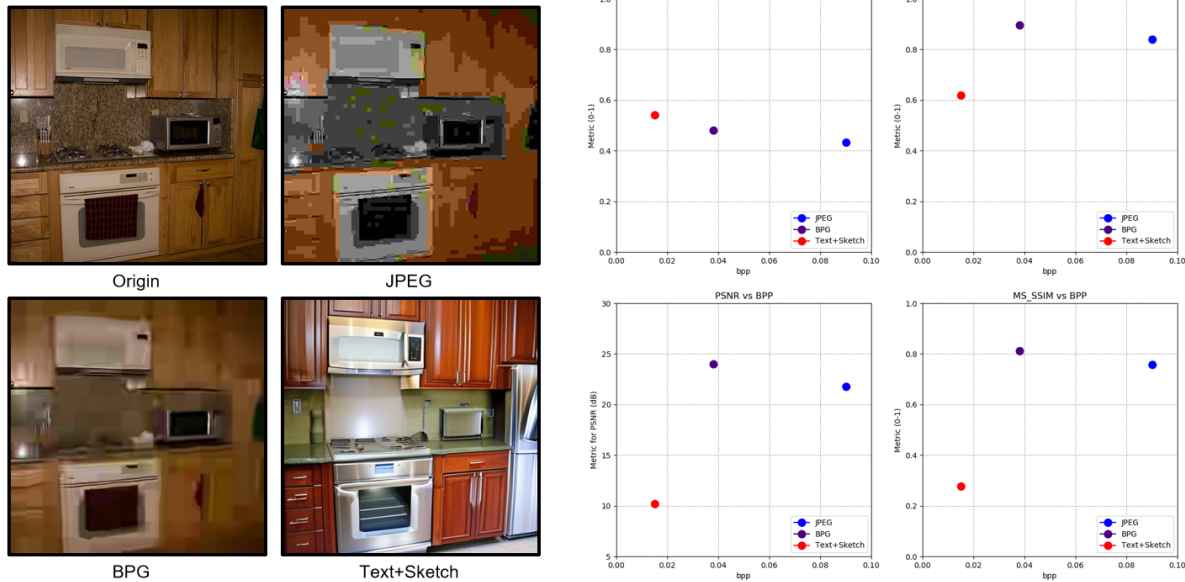 Origin
JPEG
BPG
Text+Sketch
1.0
0.8
0.6
0.4
0.2
0.0
Metric (0-1)
0.00 0.02 0.04 0.06 0.08 0.10
bpp
JPEG
BPG
Text+Sketch
1.0
0.8
0.6
0.4
0.2
0.0
Metric (0-1)
0.00 0.02 0.04 0.06 0.08 0.10
bpp
JPEG
BPG
Text+Sketch
PSNR vs BPP
30
25
20
15
10
5
Metric for PSNR (dB)
0.00 0.02 0.04 0.06 0.08 0.10
bpp
JPEG
BPG
Text+Sketch
MS_SSIM vs BPP
1.0
0.8
0.6
0.4
0.2
0.0
Metric (0-1)
0.00 0.02 0.04 0.06 0.08 0.10
bpp
JPEG
BPG
Text+Sketch